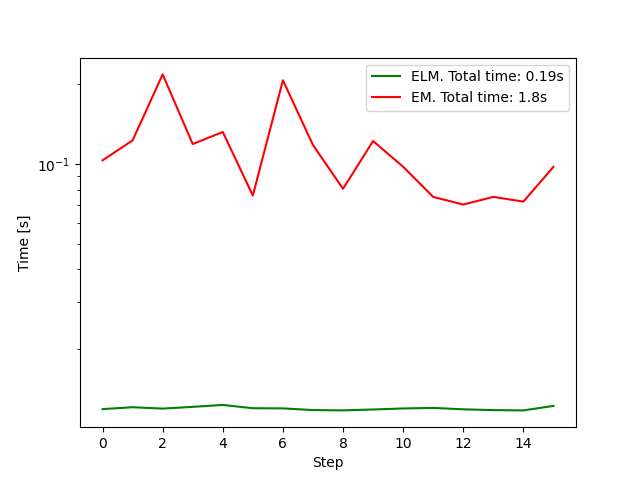 ELM. Total time: 0.19s
EM. Total time: 1.8s
10⁻¹
Time [s]
0 2 4 6 8 10 12 14
Step